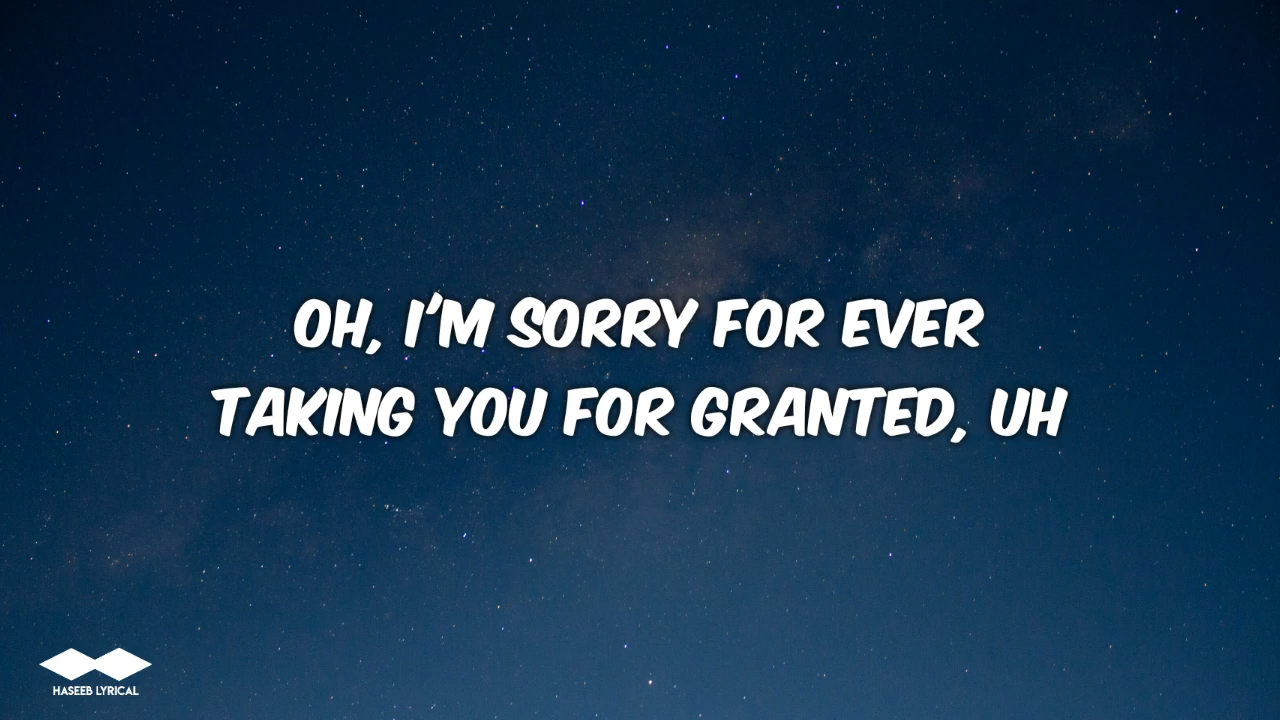 OH, I'M SORRY FOR EVER
TAKING YOU FOR GRANTED, UH
HASEEB LYRICAL